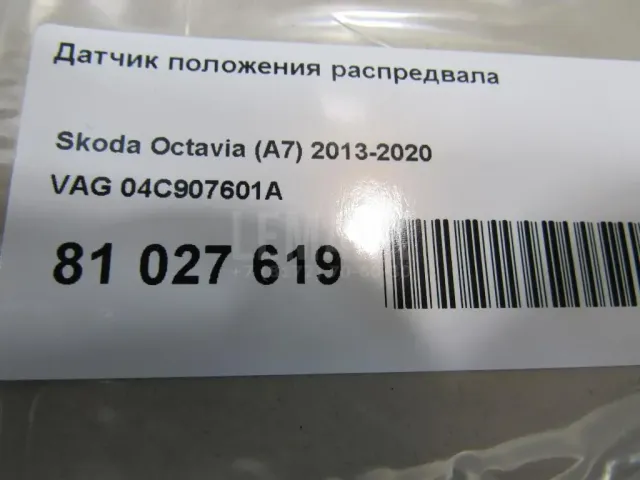 Датчик положения распредвала
Skoda Octavia (A7) 2013-2020
VAG 04C907601A
81 027 619